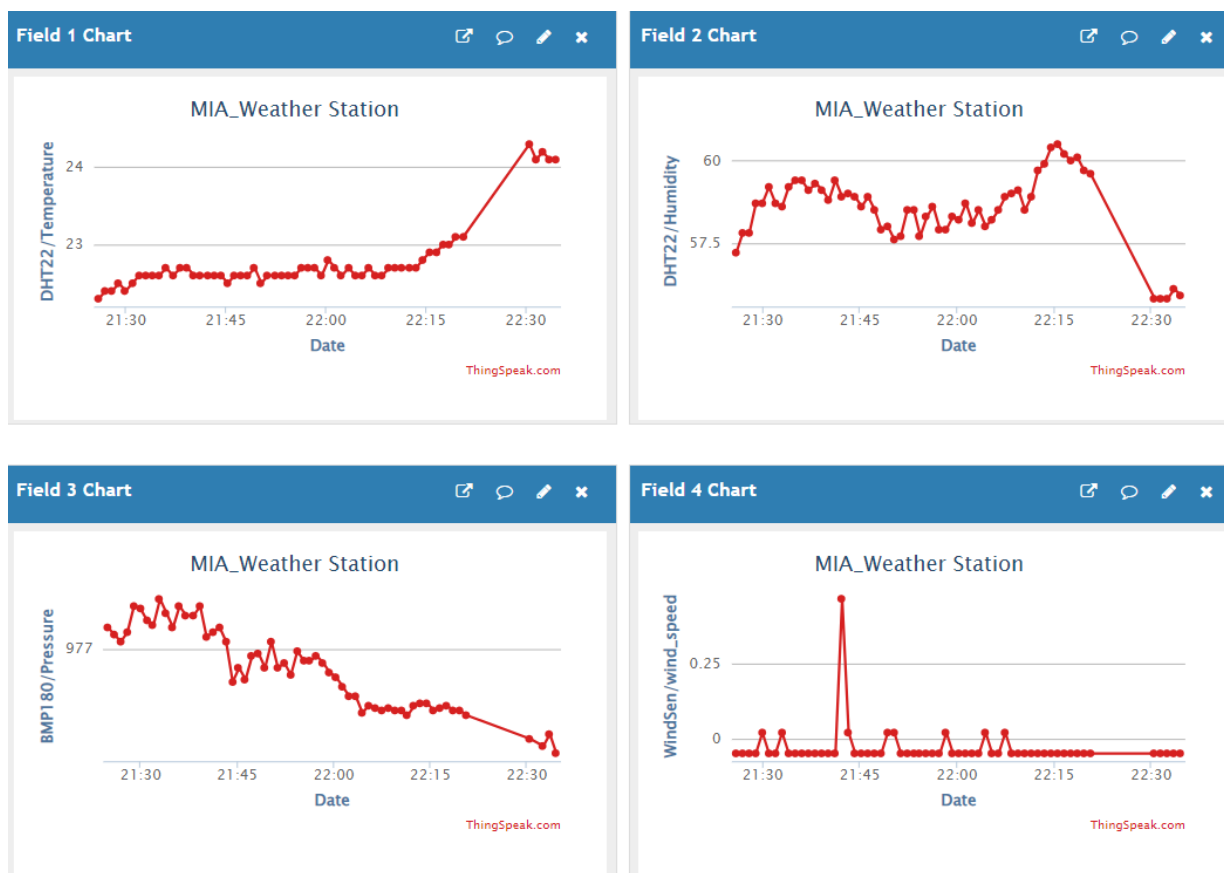 Field 1 Chart
MIA_Weather Station
DHT22/Temperature
24
23
21:30 21:45 22:00 22:15 22:30
Date
ThingSpeak.com
Field 2 Chart
MIA_Weather Station
DHT22/Humidity
60
57.5
21:30 21:45 22:00 22:15 22:30
Date
ThingSpeak.com
Field 3 Chart
MIA_Weather Station
BMP180/Pressure
977
21:30 21:45 22:00 22:15 22:30
Date
ThingSpeak.com
Field 4 Chart
MIA_Weather Station
WindSen/wind_speed
0.25
0
21:30 21:45 22:00 22:15 22:30
Date
ThingSpeak.com